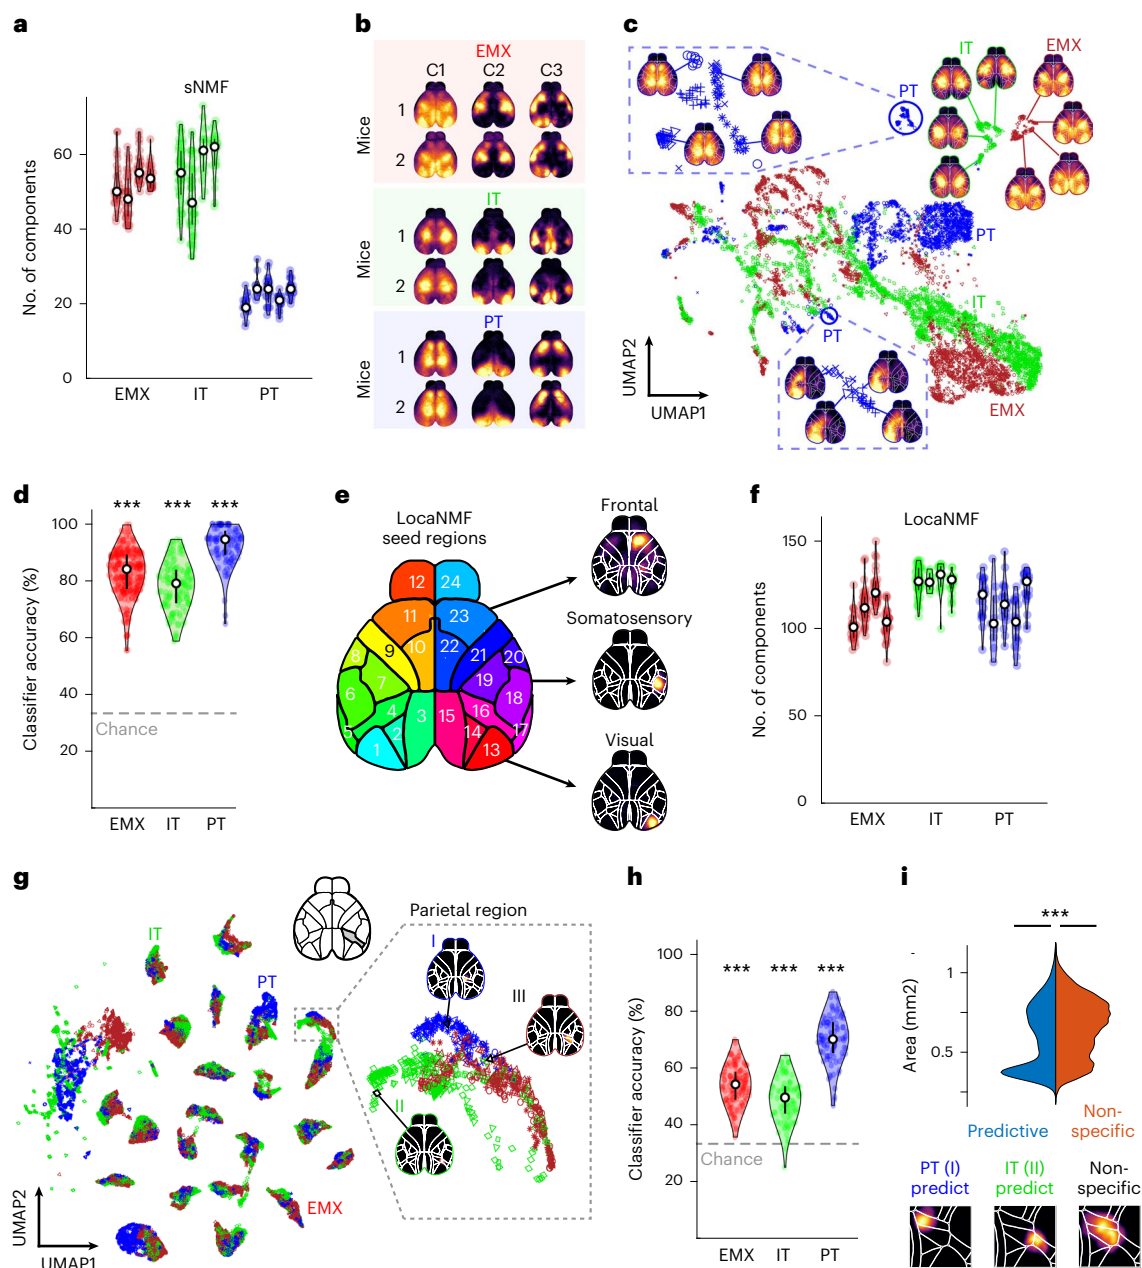 a
sNMF
No. of components
60
40
20
0
EMX
IT
PT
b
EMX
C1
C2
C3
Mice
1
2
IT
Mice
1
2
PT
Mice
1
2
c
IT
EMX
PT
PT
IT
PT
EMX
UMAP2
UMAP1
d
Classifier accuracy (%)
***
***
***
100
80
60
40
20
Chance
EMX
IT
PT
e
LocaNMF
seed regions
12
24
11
23
10
22
9
21
8
20
7
19
6
18
4
16
3
15
5
17
2
14
1
13
Frontal
Somatosensory
Visual
f
LocaNMF
No. of components
150
100
50
0
EMX
IT
PT
g
IT
PT
EMX
UMAP2
UMAP1
Parietal region
I
III
II
h
Classifier accuracy (%)
100
80
60
40
20
***
***
***
Chance
EMX
IT
PT
i
***
Area (mm2)
1
0.5
Predictive
Non-
specific
PT (I)
predict
IT (II)
predict
Non-
specific